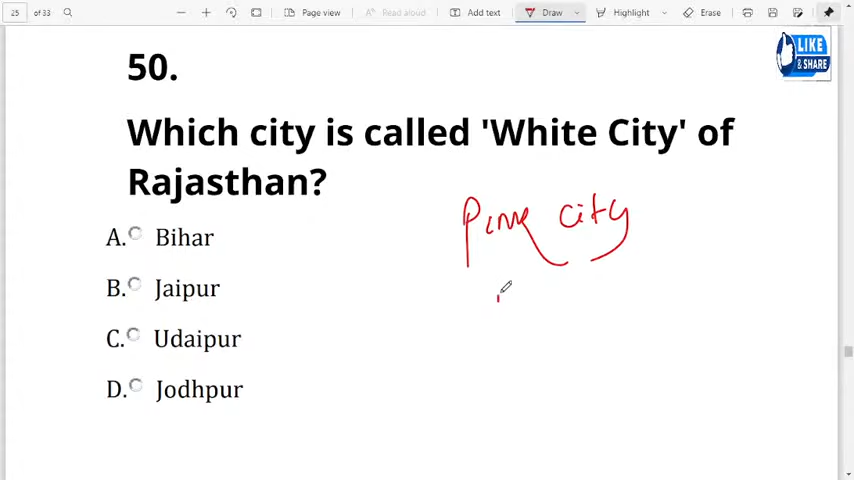 25 of 33 Page view Read aloud Add text Draw Highlight Erase
LIKE
& SHARE
50.
Which city is called 'White City' of
Rajasthan?
Pink city
A. Bihar
B. Jaipur
C. Udaipur
D. Jodhpur